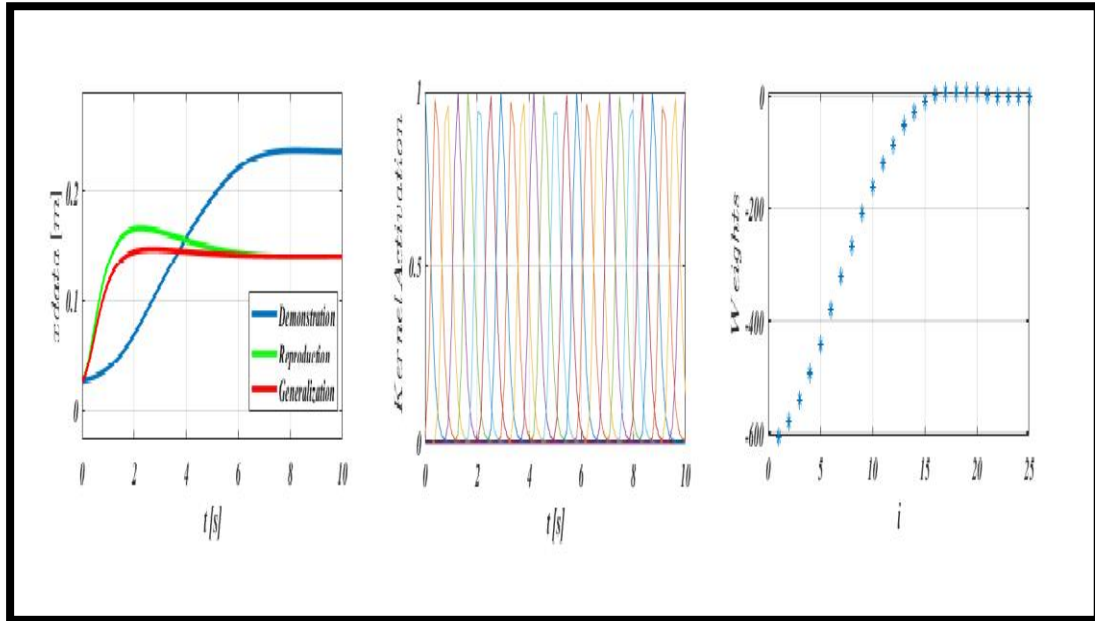 xdata [m]
0.2
0.1
0
Demonstration
Reproduction
Generalization
0 2 4 6 8 10
t [s]
Kernel Activation
1
0.5
0
0 2 4 6 8 10
t [s]
Weights
0
-200
-400
-600
0 5 10 15 20 25
i